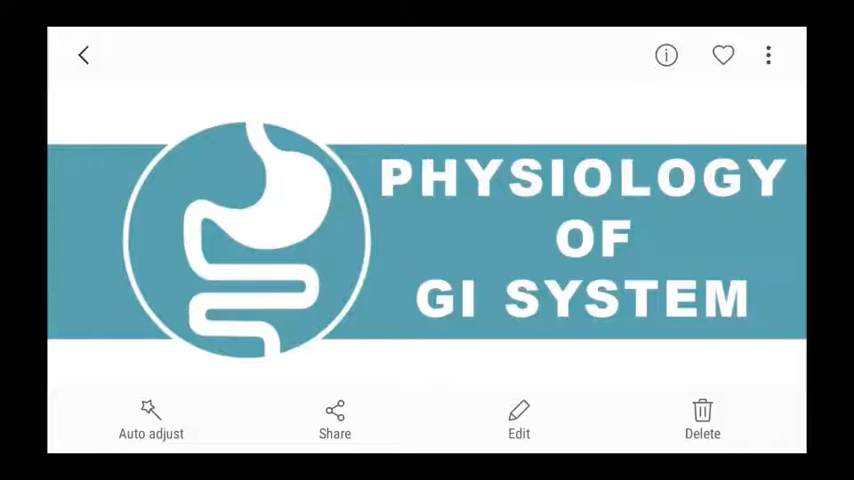 PHYSIOLOGY
OF
GI SYSTEM
Auto adjust
Share
Edit
Delete